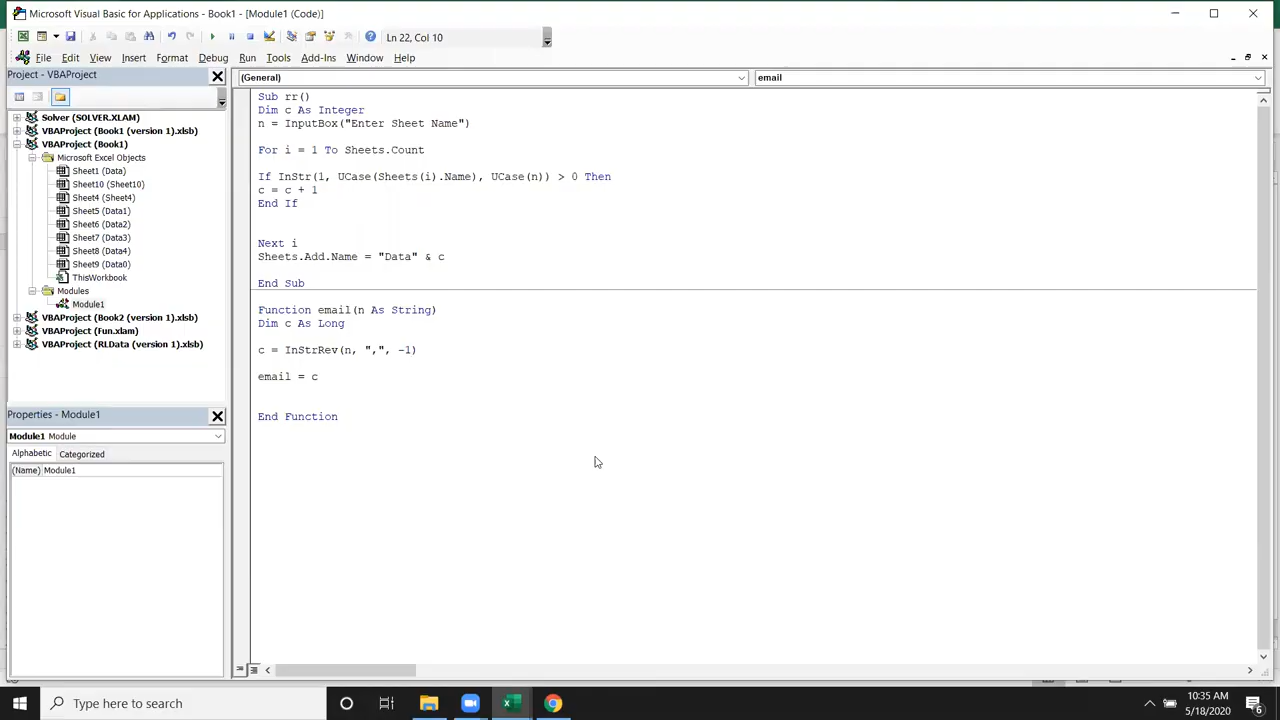 Microsoft Visual Basic for Applications - Book1 - [Module1 (Code)]
Ln 22, Col 10
File Edit View Insert Format Debug Run Tools Add-Ins Window Help
Project - VBAProject
Solver (SOLVER.XLAM)
VBAProject (Book1 (version 1).xlsb)
VBAProject (Book1)
Microsoft Excel Objects
Sheet1 (Data)
Sheet10 (Sheet10)
Sheet4 (Sheet4)
Sheet5 (Data1)
Sheet6 (Data2)
Sheet7 (Data3)
Sheet8 (Data4)
Sheet9 (Data0)
ThisWorkbook
Modules
Module1
VBAProject (Book2 (version 1).xlsb)
VBAProject (Fun.xlam)
VBAProject (RLData (version 1).xlsb)
Properties - Module1
Module1 Module
Alphabetic Categorized
(Name) Module1
(General) email
Sub rr()
Dim c As Integer
n = InputBox("Enter Sheet Name")
For i = 1 To Sheets.Count
If InStr(1, UCase(Sheets(i).Name), UCase(n)) > 0 Then
c = c + 1
End If
Next i
Sheets.Add.Name = "Data" & c
End Sub
Function email(n As String)
Dim c As Long
c = InStrRev(n, ",", -1)
email = c
End Function
Type here to search
10:35 AM
5/18/2020
6